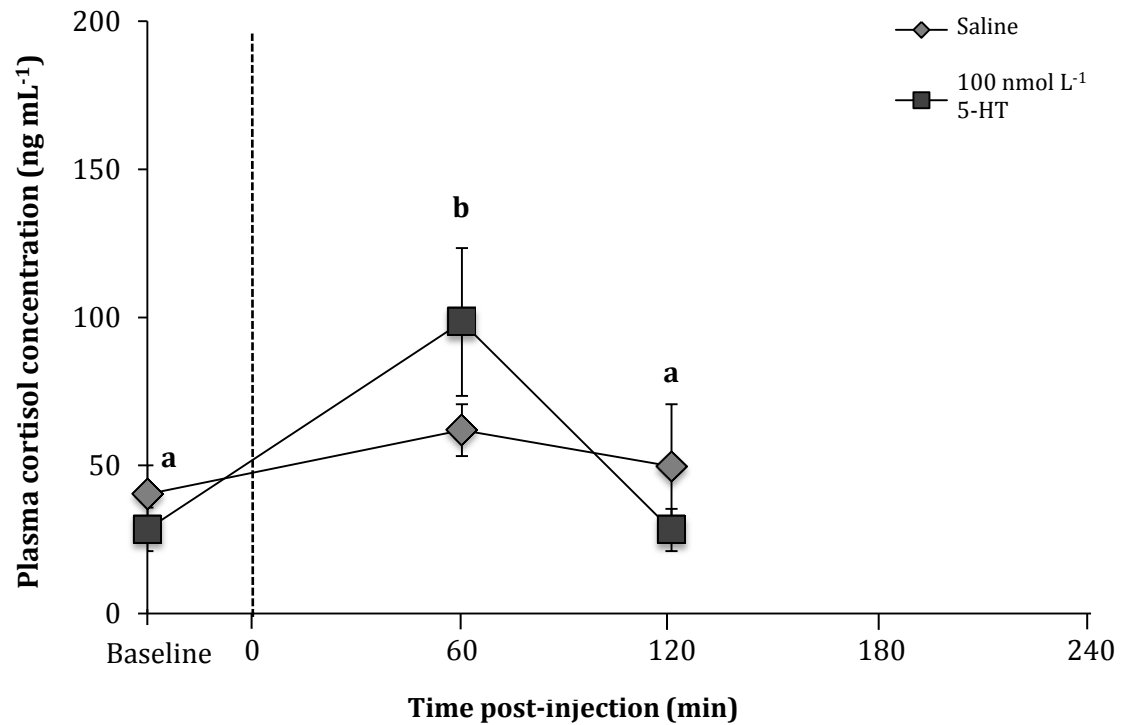 200
150
100
50
0
Plasma cortisol concentration (ng mL⁻¹)
Saline
100 nmol L⁻¹
5-HT
b
a
a
Baseline 0 60 120 180 240
Time post-injection (min)